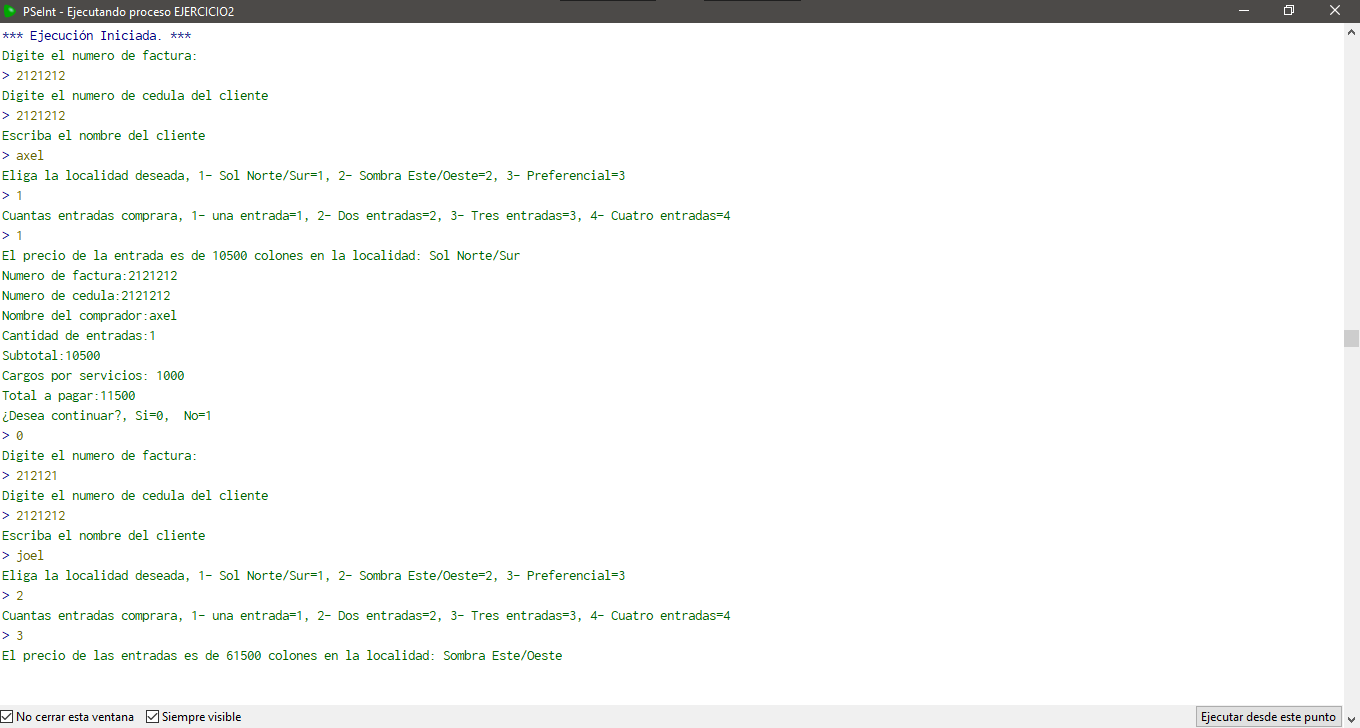 PSeInt - Ejecutando proceso EJERCICIO2
*** Ejecución Iniciada. ***
Digite el numero de factura:
> 2121212
Digite el numero de cedula del cliente
> 2121212
Escriba el nombre del cliente
> axel
Eliga la localidad deseada, 1- Sol Norte/Sur=1, 2- Sombra Este/Oeste=2, 3- Preferencial=3
> 1
Cuantas entradas comprara, 1- una entrada=1, 2- Dos entradas=2, 3- Tres entradas=3, 4- Cuatro entradas=4
> 1
El precio de la entrada es de 10500 colones en la localidad: Sol Norte/Sur
Numero de factura:2121212
Numero de cedula:2121212
Nombre del comprador:axel
Cantidad de entradas:1
Subtotal:10500
Cargos por servicios: 1000
Total a pagar:11500
¿Desea continuar?, Si=0,  No=1
> 0
Digite el numero de factura:
> 212121
Digite el numero de cedula del cliente
> 2121212
Escriba el nombre del cliente
> joel
Eliga la localidad deseada, 1- Sol Norte/Sur=1, 2- Sombra Este/Oeste=2, 3- Preferencial=3
> 2
Cuantas entradas comprara, 1- una entrada=1, 2- Dos entradas=2, 3- Tres entradas=3, 4- Cuatro entradas=4
> 3
El precio de las entradas es de 61500 colones en la localidad: Sombra Este/Oeste
No cerrar esta ventana Siempre visible Ejecutar desde este punto